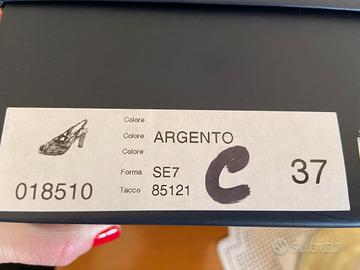 Colore
Colore ARGENTO
Colore
Forma SE7
018510 Tacco 85121
C
37
subito